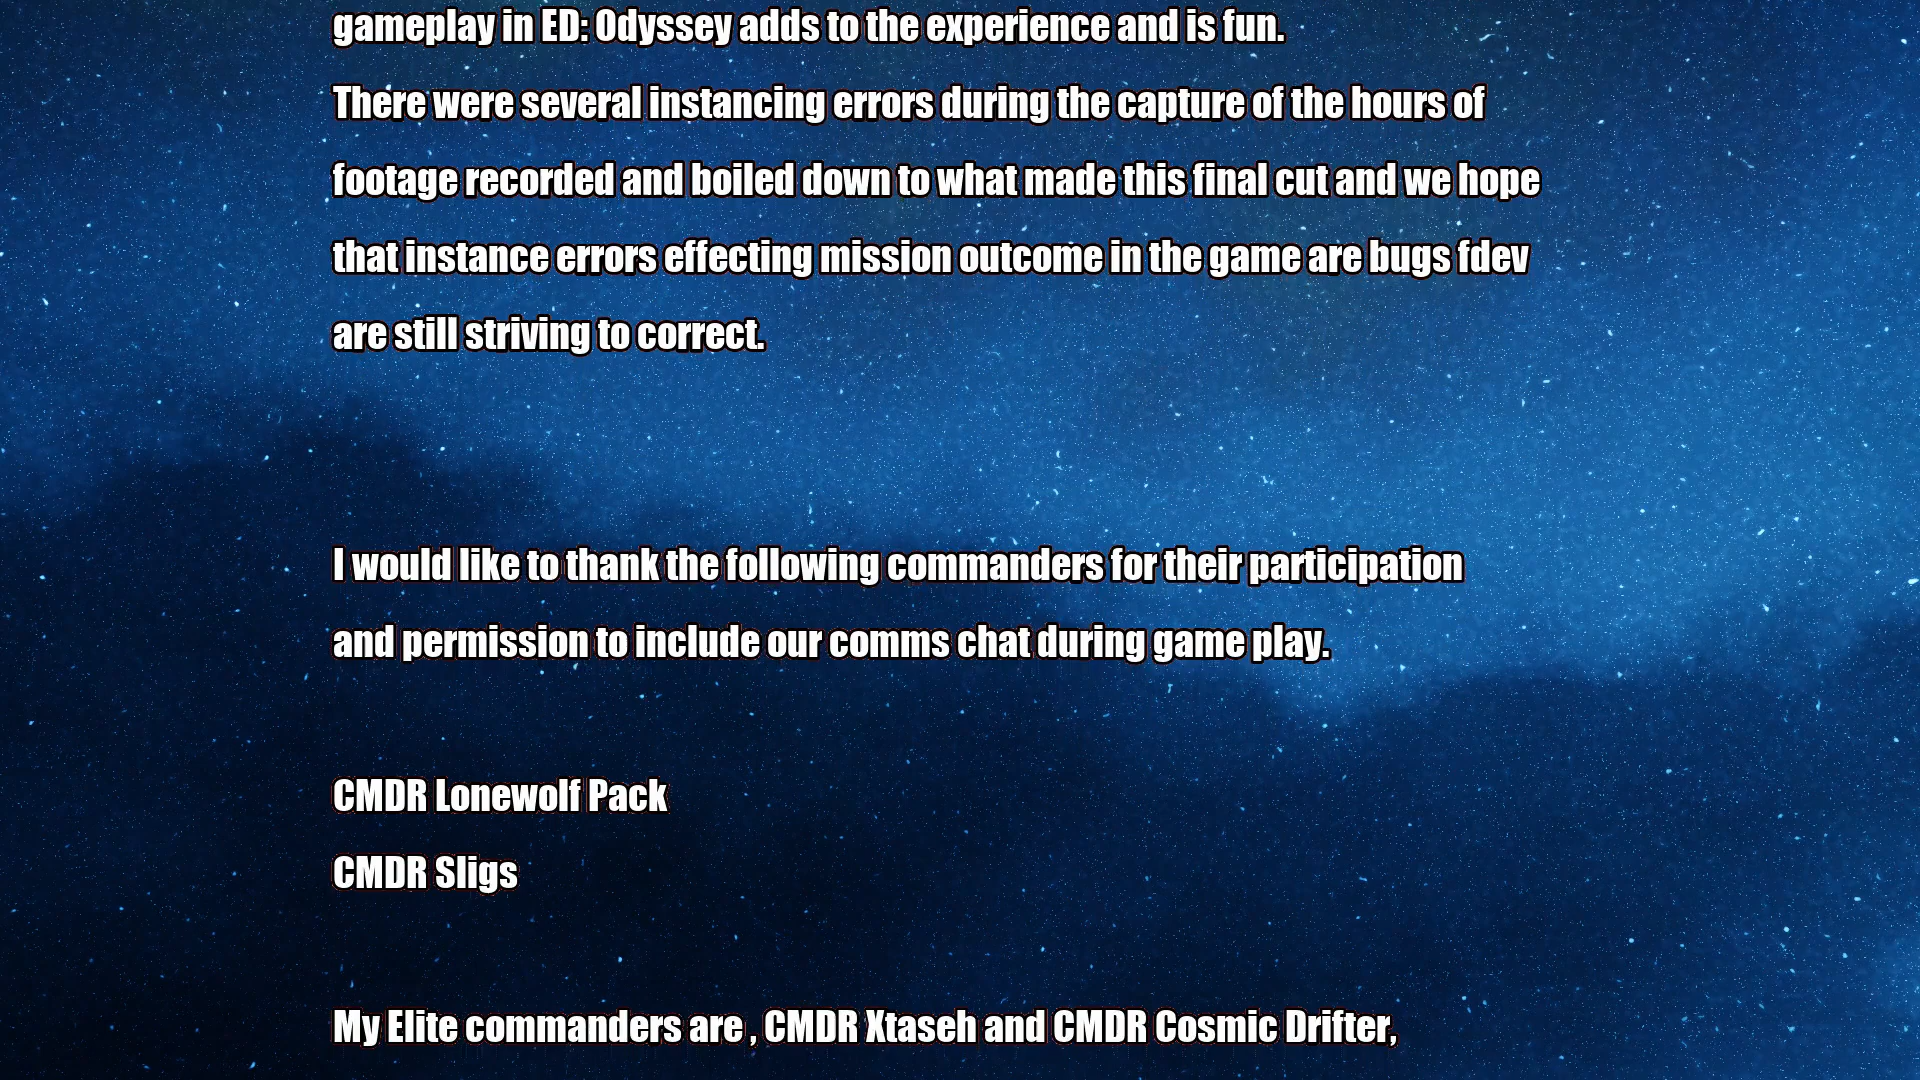 gameplay in ED: Odyssey adds to the experience and is fun.
There were several instancing errors during the capture of the hours of
footage recorded and boiled down to what made this final cut and we hope
that instance errors effecting mission outcome in the game are bugs fdev
are still striving to correct.
I would like to thank the following commanders for their participation
and permission to include our comms chat during game play.
CMDR Lonewolf Pack
CMDR Sligs
My Elite commanders are , CMDR Xtaseh and CMDR Cosmic Drifter,